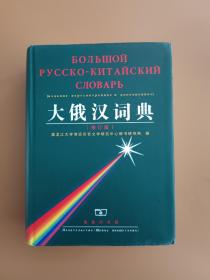 БОЛЬШОЙ
РУССКО-КИТАЙСКИЙ
СЛОВАРЬ
大俄汉词典
(修订版)
黑龙江大学俄语语言文学研究中心辞书研究所 编
商务印书馆